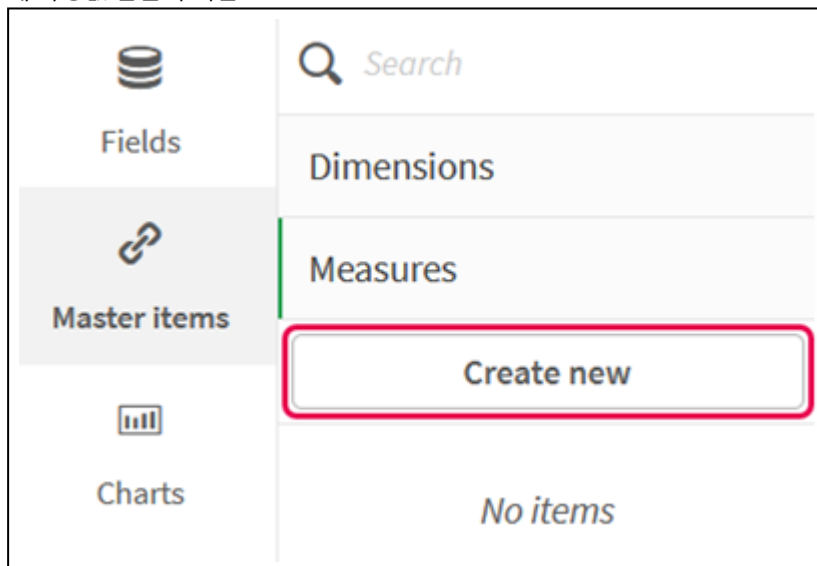 Search
Fields
Dimensions
Measures
Master items
Create new
Charts
No items